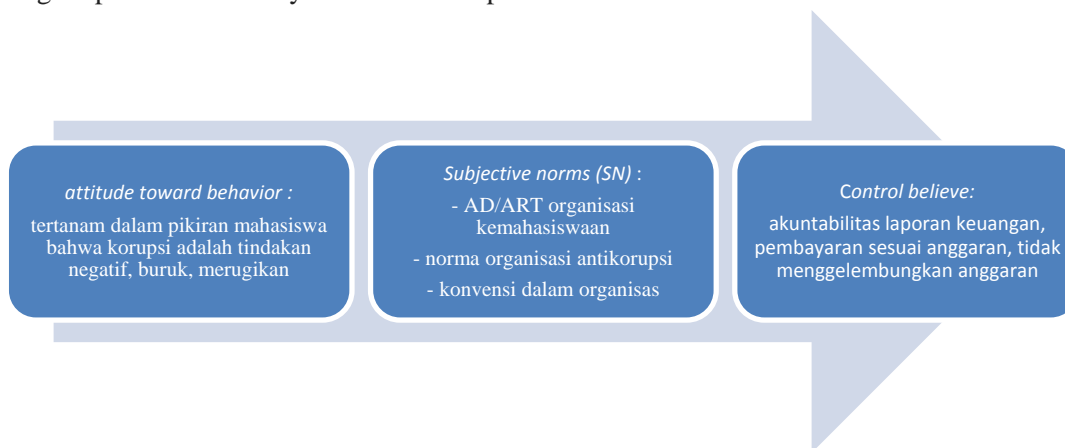 attitude toward behavior :
tertanam dalam pikiran mahasiswa
bahwa korupsi adalah tindakan
negatif, buruk, merugikan
Subjective norms (SN) :
- AD/ART organisasi
kemahasiswaan
- norma organisasi antikorupsi
- konvensi dalam organisas
Control believe:
akuntabilitas laporan keuangan,
pembayaran sesuai anggaran, tidak
menggelembungkan anggaran